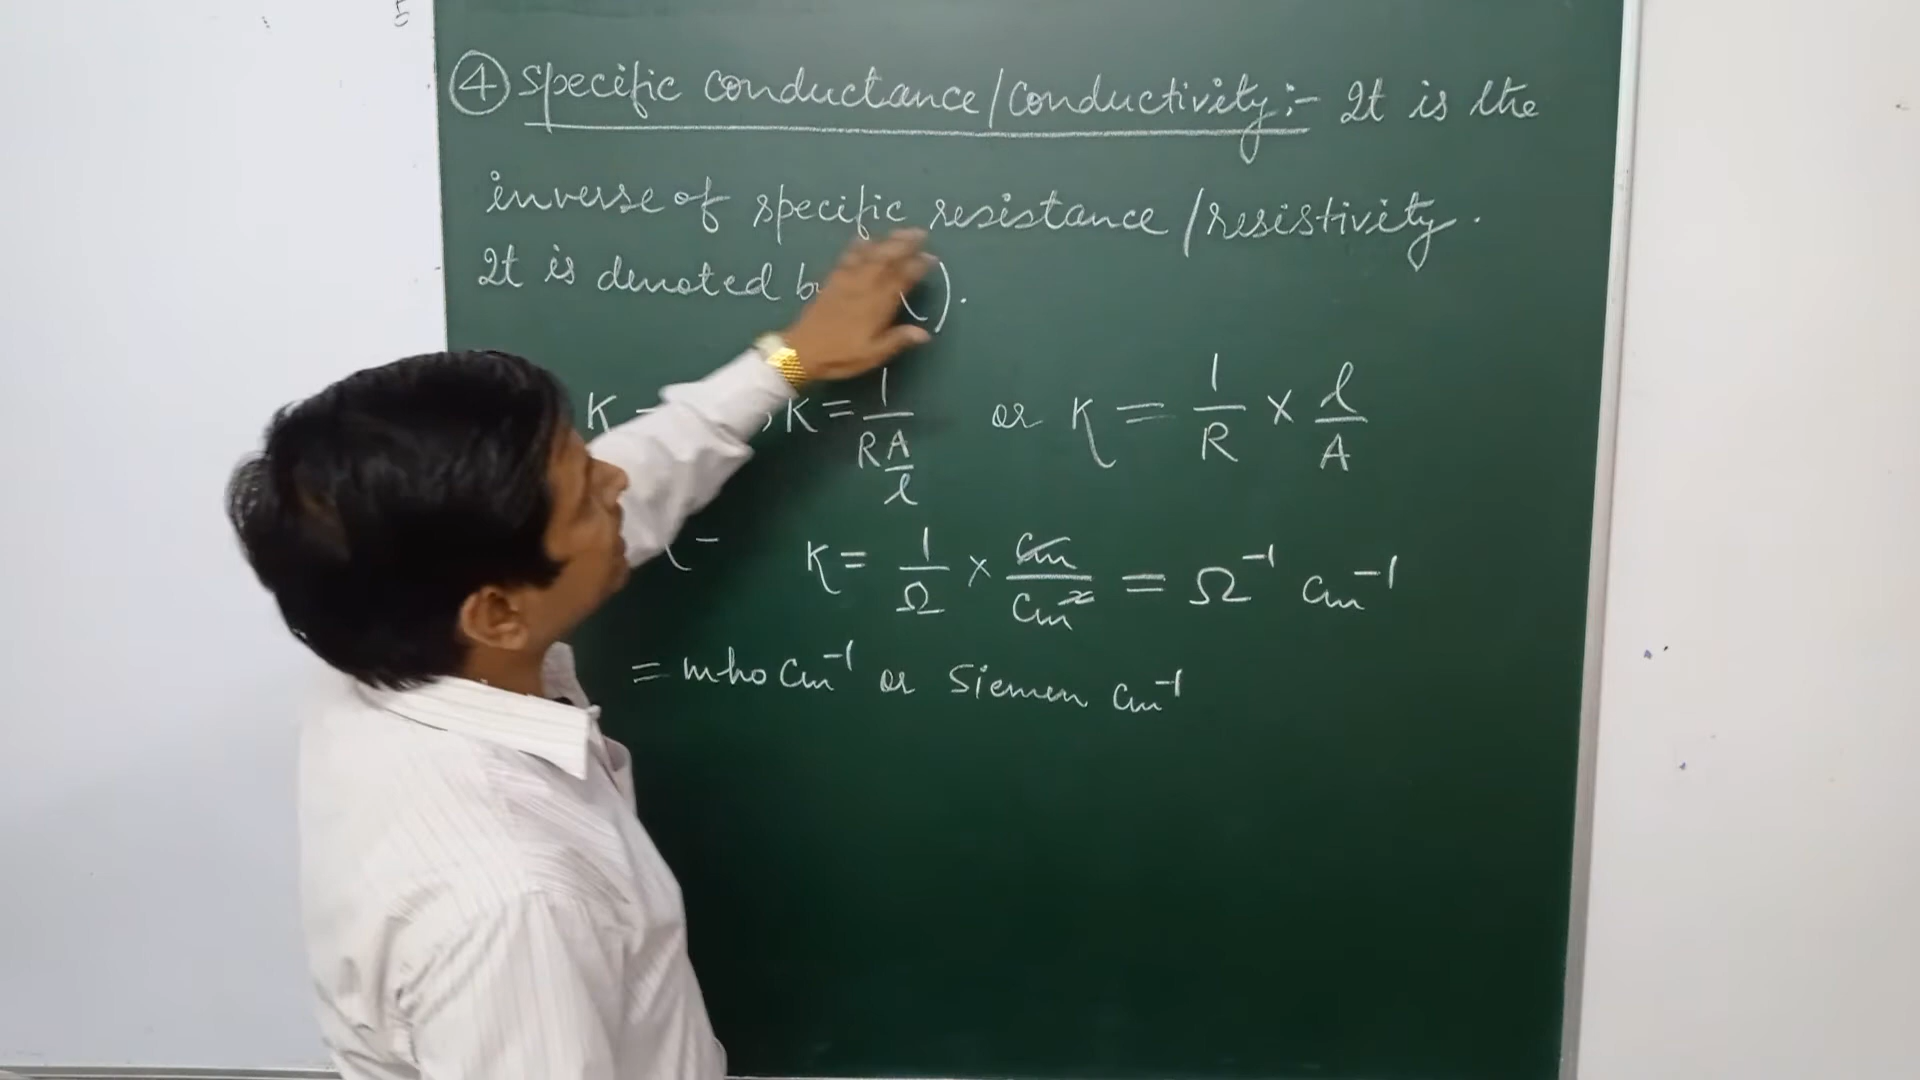 ④ Specific conductance/conductivity:- It is the
inverse of specific resistance/resistivity.
It is denoted by ).
K = K = 1/(R A/l) or K = 1/R × l/A
K = 1/Ω × cm/cm² = Ω⁻¹ cm⁻¹
= mho cm⁻¹ or Siemen cm⁻¹